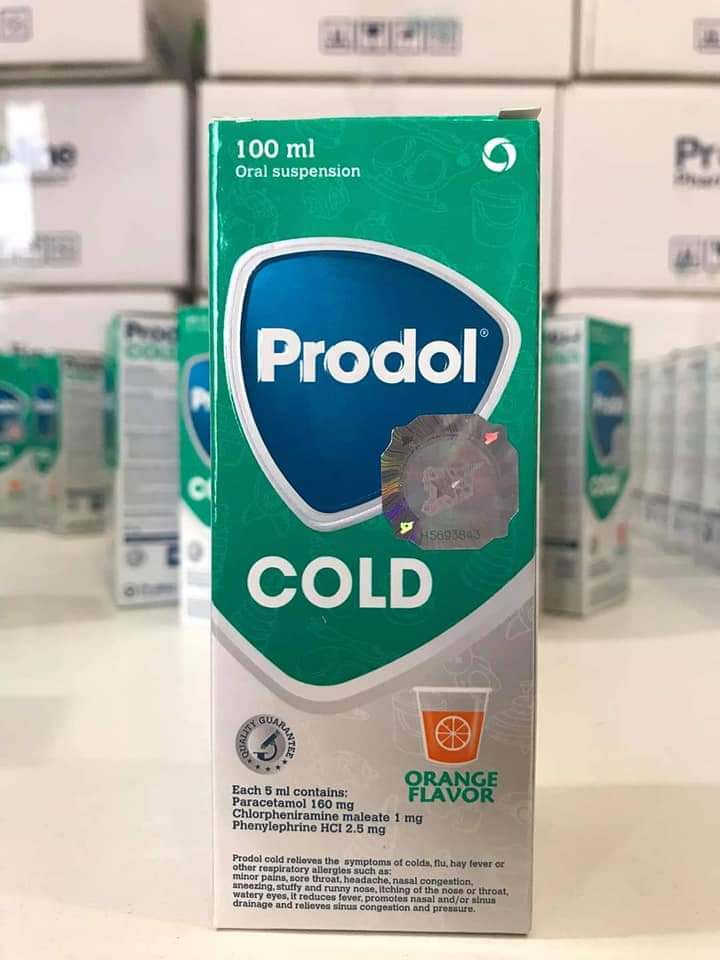 100 ml
Oral suspension
Prodol®
H5693843
COLD
QUALITY GUARANTEE
ORANGE
FLAVOR
Each 5 ml contains:
Paracetamol 160 mg
Chlorpheniramine maleate 1 mg
Phenylephrine HCl 2.5 mg
Prodol cold relieves the symptoms of colds, flu, hay fever or
other respiratory allergies such as:
minor pains, sore throat, headache, nasal congestion,
sneezing, stuffy and runny nose, itching of the nose or throat,
watery eyes, it reduces fever, promotes nasal and/or sinus
drainage and relieves sinus congestion and pressure.
Prodol
COLD